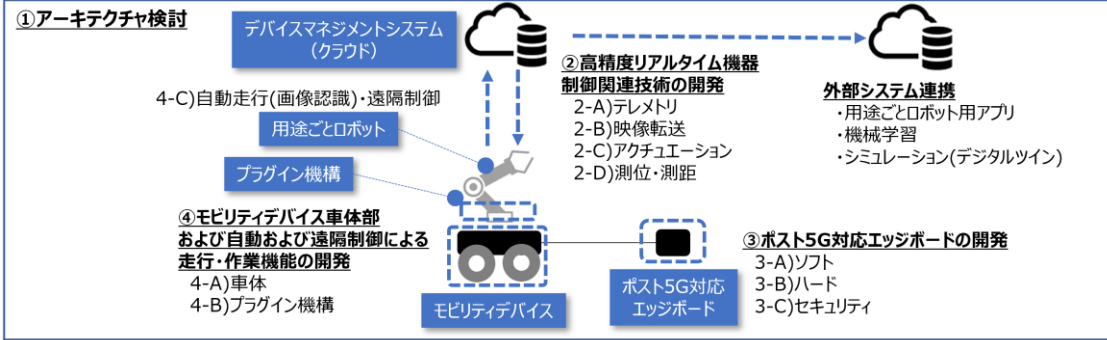 ①アーキテクチャ検討
デバイスマネジメントシステム
(クラウド)
4-C)自動走行(画像認識)・遠隔制御
用途ごとロボット
プラグイン機構
②高精度リアルタイム機器
制御関連技術の開発
2-A)テレメトリ
2-B)映像転送
2-C)アクチュエーション
2-D)測位・測距
外部システム連携
・用途ごとロボット用アプリ
・機械学習
・シミュレーション(デジタルツイン)
④モビリティデバイス車体部
および自動および遠隔制御による
走行・作業機能の開発
4-A)車体
4-B)プラグイン機構
モビリティデバイス
ポスト5G対応
エッジボード
③ポスト5G対応エッジボードの開発
3-A)ソフト
3-B)ハード
3-C)セキュリティ